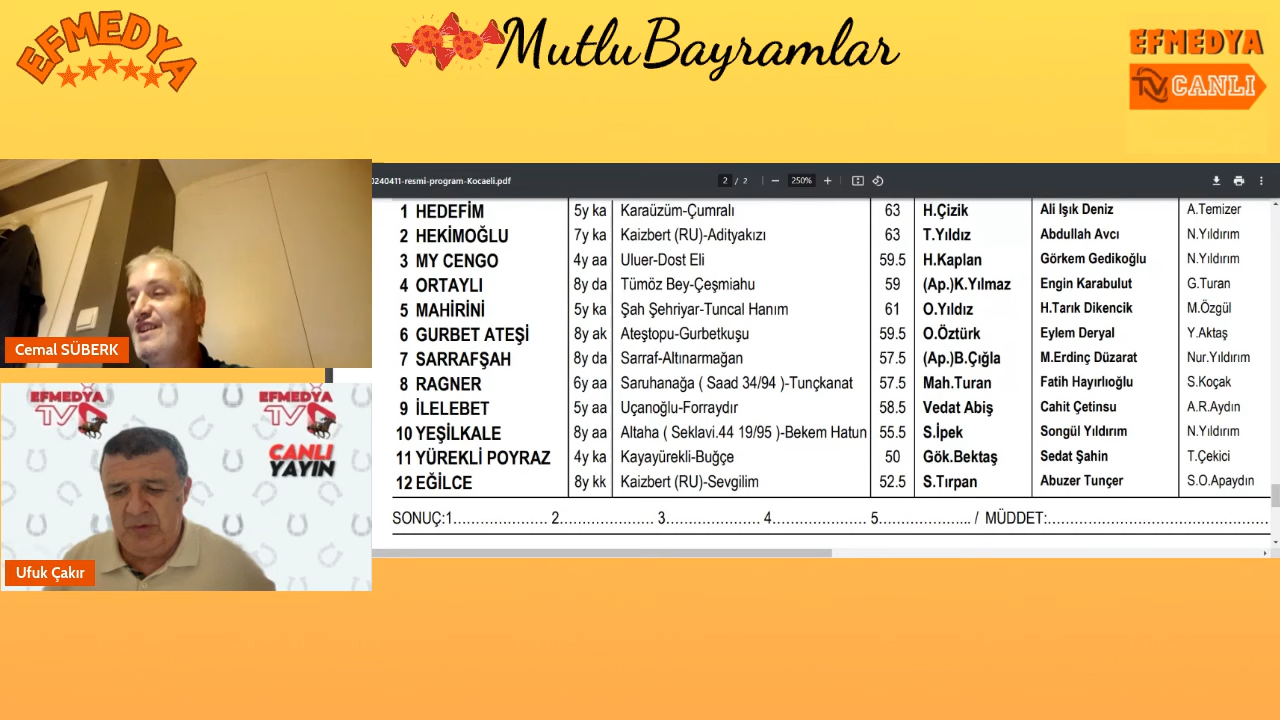 EFMEDYA
Mutlu Bayramlar
EFMEDYA
TV CANLI
0240411-resmi-program-Kocaeli.pdf
2 / 2
250%
1 HEDEFİM 5y ka Karaüzüm-Çumralı 63 H.Çizik Ali Işık Deniz A.Temizer
2 HEKİMOĞLU 7y ka Kaizbert (RU)-Adityakızı 63 T.Yıldız Abdullah Avcı N.Yıldırım
3 MY CENGO 4y aa Uluer-Dost Eli 59.5 H.Kaplan Görkem Gedikoğlu N.Yıldırım
4 ORTAYLI 8y da Tümöz Bey-Çeşmiahu 59 (Ap.)K.Yılmaz Engin Karabulut G.Turan
5 MAHİRİNİ 5y ka Şah Şehriyar-Tuncal Hanım 61 O.Yıldız H.Tarık Dikencik M.Özgül
6 GURBET ATEŞİ 8y ak Ateştopu-Gurbetkuşu 59.5 O.Öztürk Eylem Deryal Y.Aktaş
7 SARRAFŞAH 8y da Sarraf-Altınarmağan 57.5 (Ap.)B.Çığla M.Erdinç Düzarat Nur.Yıldırım
8 RAGNER 6y aa Saruhanağa ( Saad 34/94 )-Tunçkanat 57.5 Mah.Turan Fatih Hayırlıoğlu S.Koçak
9 İLELEBET 5y aa Uçanoğlu-Forraydır 58.5 Vedat Abiş Cahit Çetinsu A.R.Aydın
10 YEŞİLKALE 8y aa Altaha ( Seklavi.44 19/95 )-Bekem Hatun 55.5 S.İpek Songül Yıldırım N.Yıldırım
11 YÜREKLİ POYRAZ 4y ka Kayayürekli-Buğçe 50 Gök.Bektaş Sedat Şahin T.Çekici
12 EĞİLCE 8y kk Kaizbert (RU)-Sevgilim 52.5 S.Tırpan Abuzer Tunçer S.O.Apaydın
SONUÇ:1..................... 2..................... 3..................... 4..................... 5..................... / MÜDDET:.................................................
Cemal SÜBERK
EFMEDYA
TV
EFMEDYA
TV
CANLI
YAYIN
Ufuk Çakır